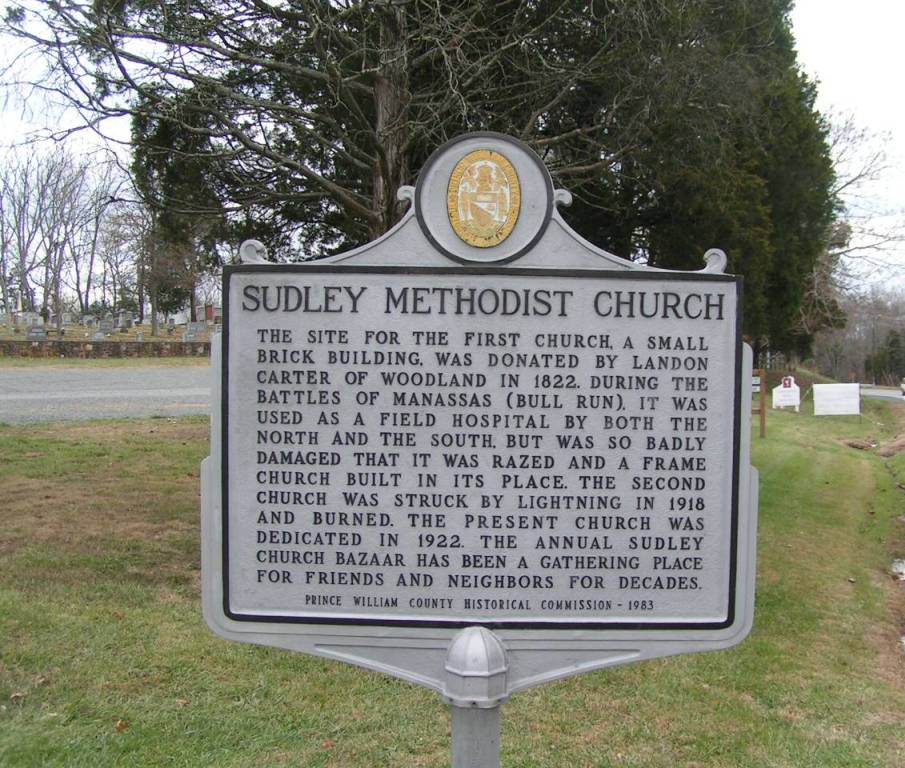 SUDLEY METHODIST CHURCH
THE SITE FOR THE FIRST CHURCH, A SMALL
BRICK BUILDING, WAS DONATED BY LANDON
CARTER OF WOODLAND IN 1822. DURING THE
BATTLES OF MANASSAS (BULL RUN), IT WAS
USED AS A FIELD HOSPITAL BY BOTH THE
NORTH AND THE SOUTH, BUT WAS SO BADLY
DAMAGED THAT IT WAS RAZED AND A FRAME
CHURCH BUILT IN ITS PLACE. THE SECOND
CHURCH WAS STRUCK BY LIGHTNING IN 1918
AND BURNED. THE PRESENT CHURCH WAS
DEDICATED IN 1922. THE ANNUAL SUDLEY
CHURCH BAZAAR HAS BEEN A GATHERING PLACE
FOR FRIENDS AND NEIGHBORS FOR DECADES.
PRINCE WILLIAM COUNTY HISTORICAL COMMISSION - 1983